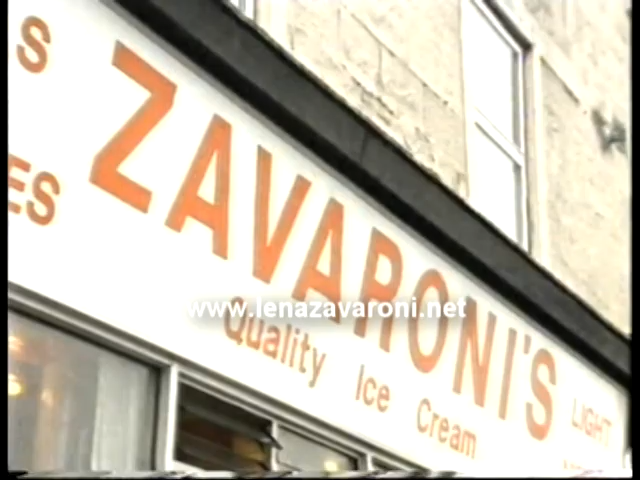 S
ES
ZAVARONI'S
Quality Ice Cream
LIGHT
www.lenazavaroni.net